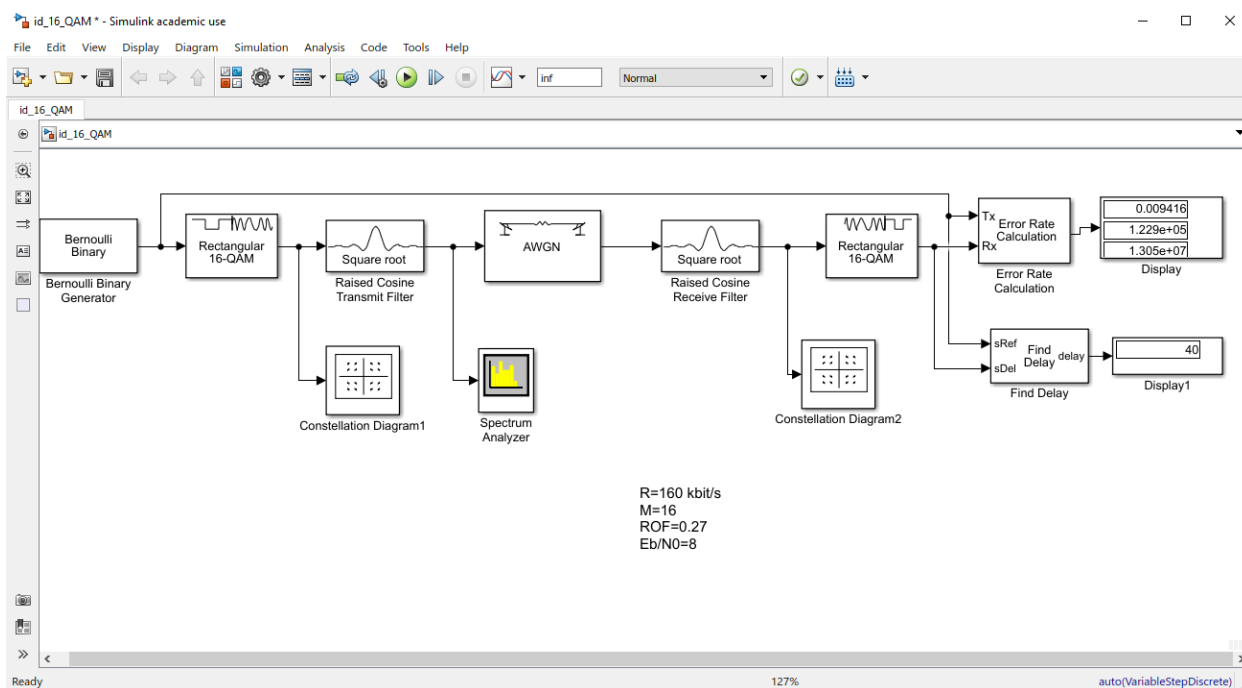 id_16_QAM * - Simulink academic use
File Edit View Display Diagram Simulation Analysis Code Tools Help
inf
Normal
id_16_QAM
id_16_QAM
Bernoulli
Binary
Bernoulli Binary
Generator
Rectangular
16-QAM
Square root
Raised Cosine
Transmit Filter
AWGN
Square root
Raised Cosine
Receive Filter
Rectangular
16-QAM
Tx
Rx
Error Rate
Calculation
Error Rate
Calculation
0.009416
1.229e+05
1.305e+07
Display
Constellation Diagram1
Spectrum
Analyzer
Constellation Diagram2
sRef
sDel
Find
Delay
delay
Find Delay
40
Display1
R=160 kbit/s
M=16
ROF=0.27
Eb/N0=8
Ready
127%
auto(VariableStepDiscrete)